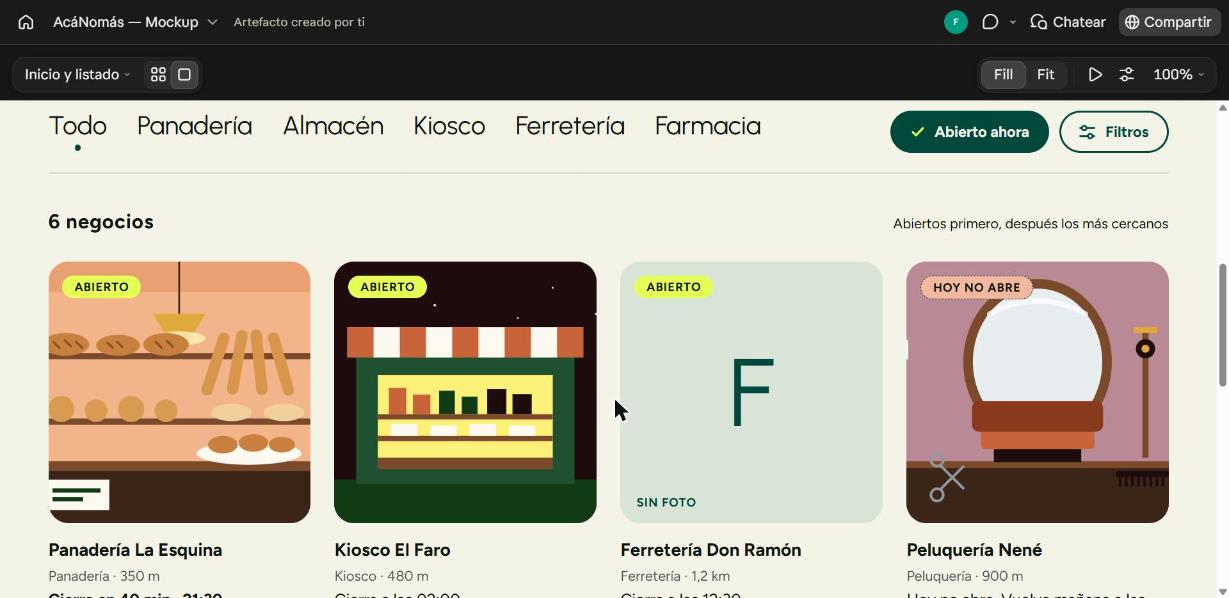 AcáNomás — Mockup
Artefacto creado por ti
F
Chatear
Compartir
Inicio y listado
Fill
Fit
100%
Todo
Panadería
Almacén
Kiosco
Ferretería
Farmacia
Abierto ahora
Filtros
6 negocios
Abiertos primero, después los más cercanos
ABIERTO
ABIERTO
ABIERTO
HOY NO ABRE
F
SIN FOTO
Panadería La Esquina
Kiosco El Faro
Ferretería Don Ramón
Peluquería Nené
Panadería · 350 m
Kiosco · 480 m
Ferretería · 1,2 km
Peluquería · 900 m